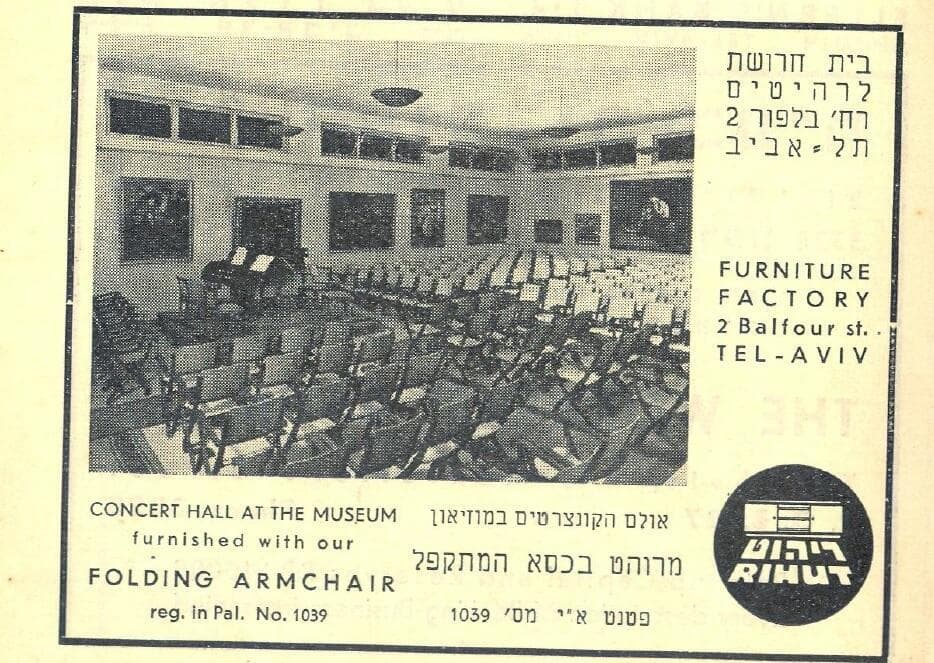 בית חרושת
לרהיטים
רח׳ בלפור 2
תל-אביב
FURNITURE
FACTORY
2 Balfour st.
TEL-AVIV
CONCERT HALL AT THE MUSEUM
furnished with our
FOLDING ARMCHAIR
reg. in Pal. No. 1039
אולם הקונצרטים במוזיאון
מרוהט בכסא המתקפל
פטנט א״י מס׳ 1039
ריהוט
RIHUT